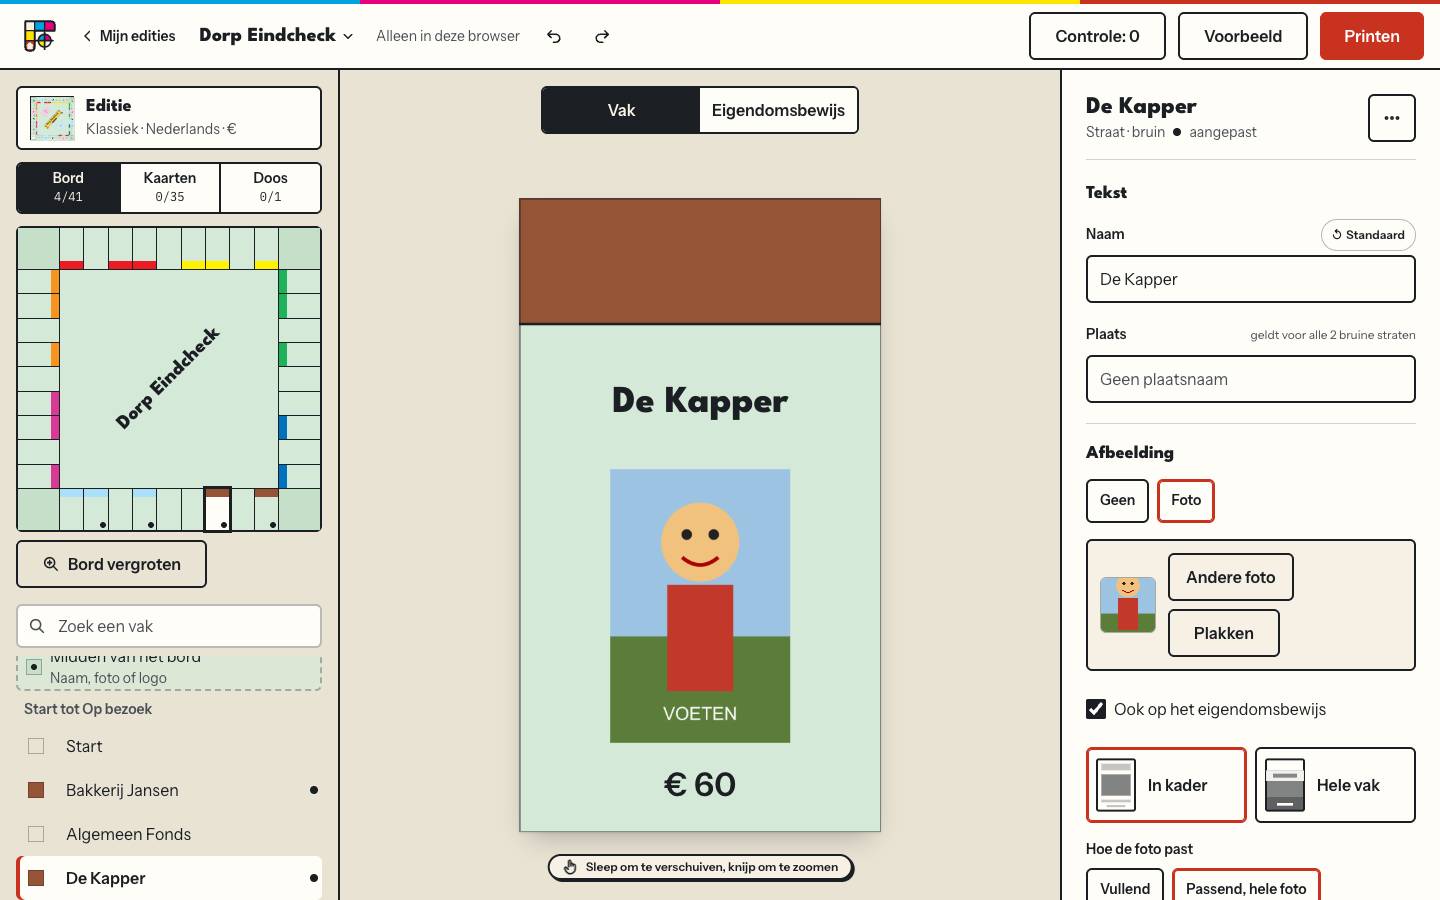 Mijn edities
Dorp Eindcheck
Alleen in deze browser
Controle: 0
Voorbeeld
Printen
Editie
Klassiek · Nederlands · €
Bord
4/41
Kaarten
0/35
Doos
0/1
Dorp Eindcheck
Bord vergroten
Zoek een vak
Midden van het bord
Naam, foto of logo
Start tot Op bezoek
Start
Bakkerij Jansen
Algemeen Fonds
De Kapper
Vak
Eigendomsbewijs
De Kapper
VOETEN
€ 60
Sleep om te verschuiven, knijp om te zoomen
De Kapper
Straat · bruin ● aangepast
Tekst
Naam
Standaard
De Kapper
Plaats
geldt voor alle 2 bruine straten
Geen plaatsnaam
Afbeelding
Geen
Foto
Andere foto
Plakken
Ook op het eigendomsbewijs
In kader
Hele vak
Hoe de foto past
Vullend
Passend, hele foto